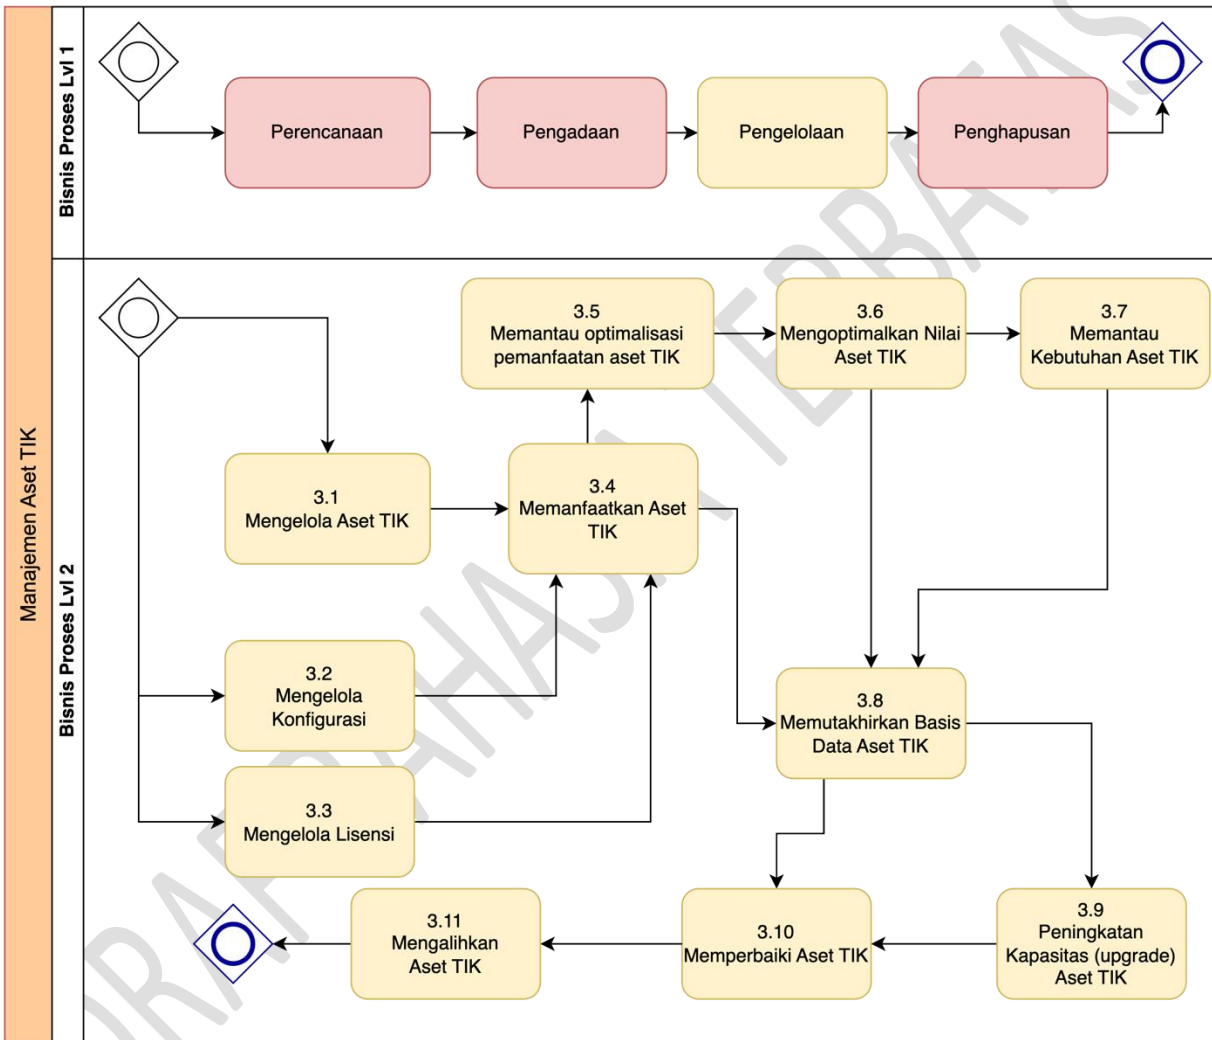 Manajemen Aset TIK
Bisnis Proses Lvl 1
Perencanaan
Pengadaan
Pengelolaan
Penghapusan
Bisnis Proses Lvl 2
3.5
Memantau optimalisasi
pemanfaatan aset TIK
3.6
Mengoptimalkan Nilai
Aset TIK
3.7
Memantau
Kebutuhan Aset TIK
3.1
Mengelola Aset TIK
3.4
Memanfaatkan Aset
TIK
3.2
Mengelola
Konfigurasi
3.3
Mengelola Lisensi
3.8
Memutakhirkan Basis
Data Aset TIK
3.11
Mengalihkan
Aset TIK
3.10
Memperbaiki Aset TIK
3.9
Peningkatan
Kapasitas (upgrade)
Aset TIK
DRAF RAHASIA TERBATAS